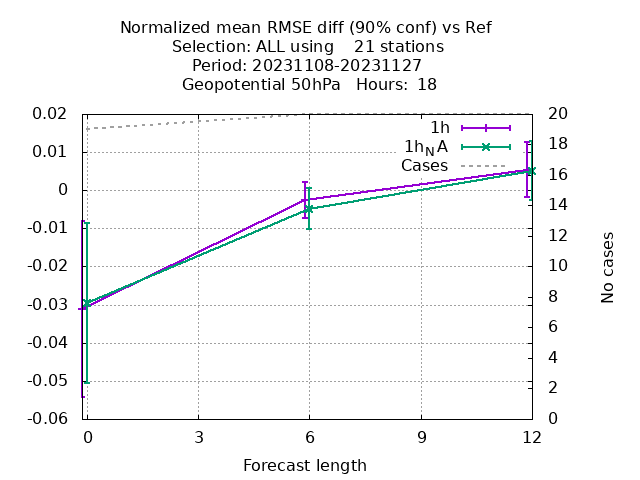 Normalized mean RMSE diff (90% conf) vs Ref
Selection: ALL using    21 stations
Period: 20231108-20231127
Geopotential 50hPa   Hours:  18
0.02
0.01
0
-0.01
-0.02
-0.03
-0.04
-0.05
-0.06
1h
1h_NA
Cases
20
18
16
14
12
10
8
6
4
2
0
No cases
0 3 6 9 12
Forecast length